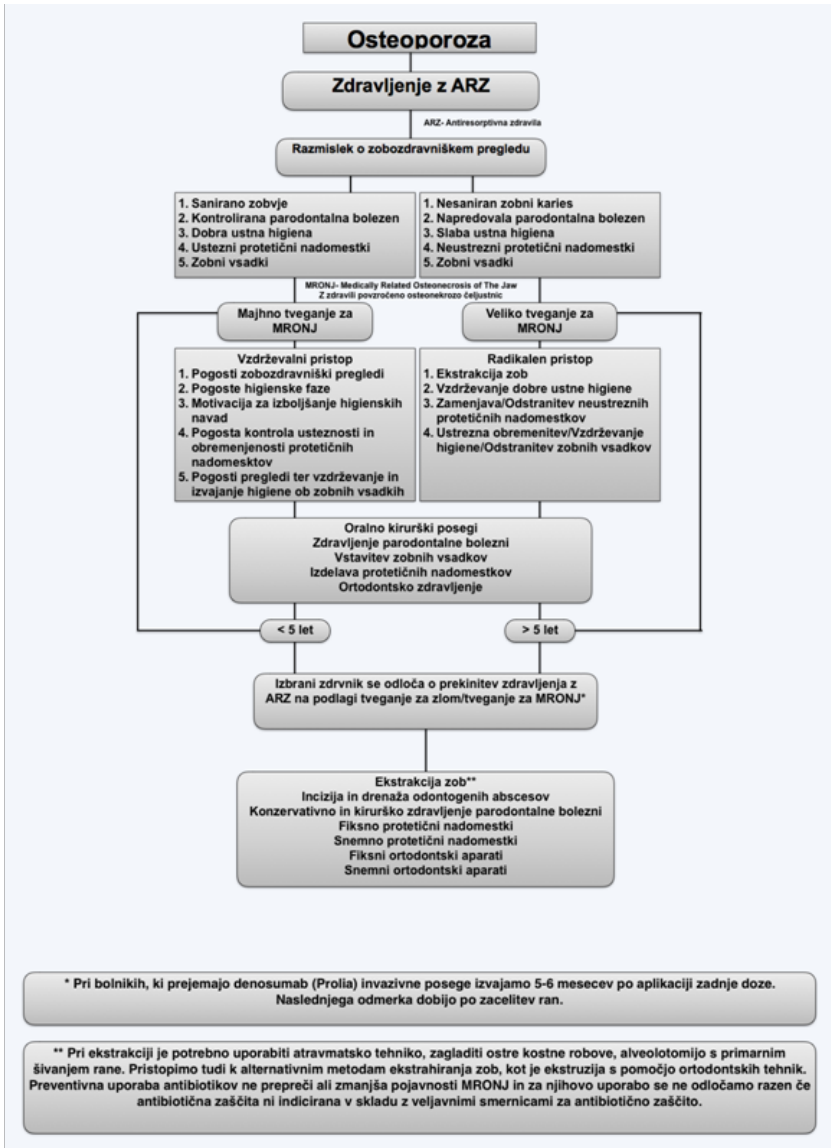 Osteoporoza
Zdravljenje z ARZ
ARZ- Antiresorptivna zdravila
Razmislek o zobozdravniškem pregledu
1. Sanirano zobvje
2. Kontrolirana parodontalna bolezen
3. Dobra ustna higiena
4. Ustezni protetični nadomestki
5. Zobni vsadki
1. Nesaniran zobni karies
2. Napredovala parodontalna bolezen
3. Slaba ustna higiena
4. Neustrezni protetični nadomestki
5. Zobni vsadki
MRONJ- Medically Related Osteonecrosis of The Jaw
Z zdravili povzročeno osteonekrozo čeljustnic
Majhno tveganje za
MRONJ
Veliko tveganje za
MRONJ
Vzdrževalni pristop
1. Pogosti zobozdravniški pregledi
2. Pogoste higienske faze
3. Motivacija za izboljšanje higienskih
navad
4. Pogosta kontrola usteznosti in
obremenjenosti protetičnih
nadomesktov
5. Pogosti pregledi ter vzdrževanje in
izvajanje higiene ob zobnih vsadkih
Radikalen pristop
1. Ekstrakcija zob
2. Vzdrževanje dobre ustne higiene
3. Zamenjava/Odstranitev neustreznih
protetičnih nadomestkov
4. Ustrezna obremenitev/Vzdrževanje
higiene/Odstranitev zobnih vsadkov
Oralno kirurški posegi
Zdravljenje parodontalne bolezni
Vstavitev zobnih vsadkov
Izdelava protetičnih nadomestkov
Ortodontsko zdravljenje
< 5 let
> 5 let
Izbrani zdrvnik se odloča o prekinitev zdravljenja z
ARZ na podlagi tveganje za zlom/tveganje za MRONJ*
Ekstrakcija zob**
Incizija in drenaža odontogenih abscesov
Konzervativno in kirurško zdravljenje parodontalne bolezni
Fiksno protetični nadomestki
Snemno protetični nadomestki
Fiksni ortodontski aparati
Snemni ortodontski aparati
* Pri bolnikih, ki prejemajo denosumab (Prolia) invazivne posege izvajamo 5-6 mesecev po aplikaciji zadnje doze.
Naslednjega odmerka dobijo po zacelitev ran.
** Pri ekstrakciji je potrebno uporabiti atravmatsko tehniko, zagladiti ostre kostne robove, alveolotomijo s primarnim
šivanjem rane. Pristopimo tudi k alternativnim metodam ekstrahiranja zob, kot je ekstruzija s pomočjo ortodontskih tehnik.
Preventivna uporaba antibiotikov ne prepreči ali zmanjša pojavnosti MRONJ in za njihovo uporabo se ne odločamo razen če
antibiotična zaščita ni indicirana v skladu z veljavnimi smernicami za antibiotično zaščito.